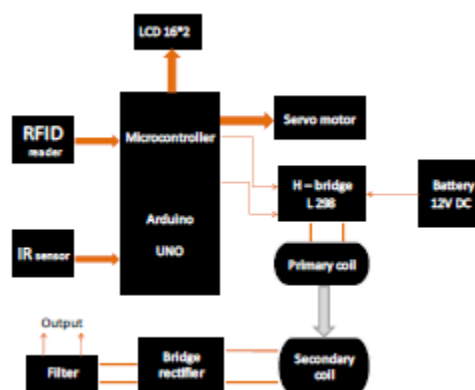 LCD 16*2
RFID
reader
Microcontroller
Servo motor
H – bridge
L 298
Battery
12V DC
Arduino
UNO
IR sensor
Primary coil
Output
Filter
Bridge
rectifier
Secondary
coil